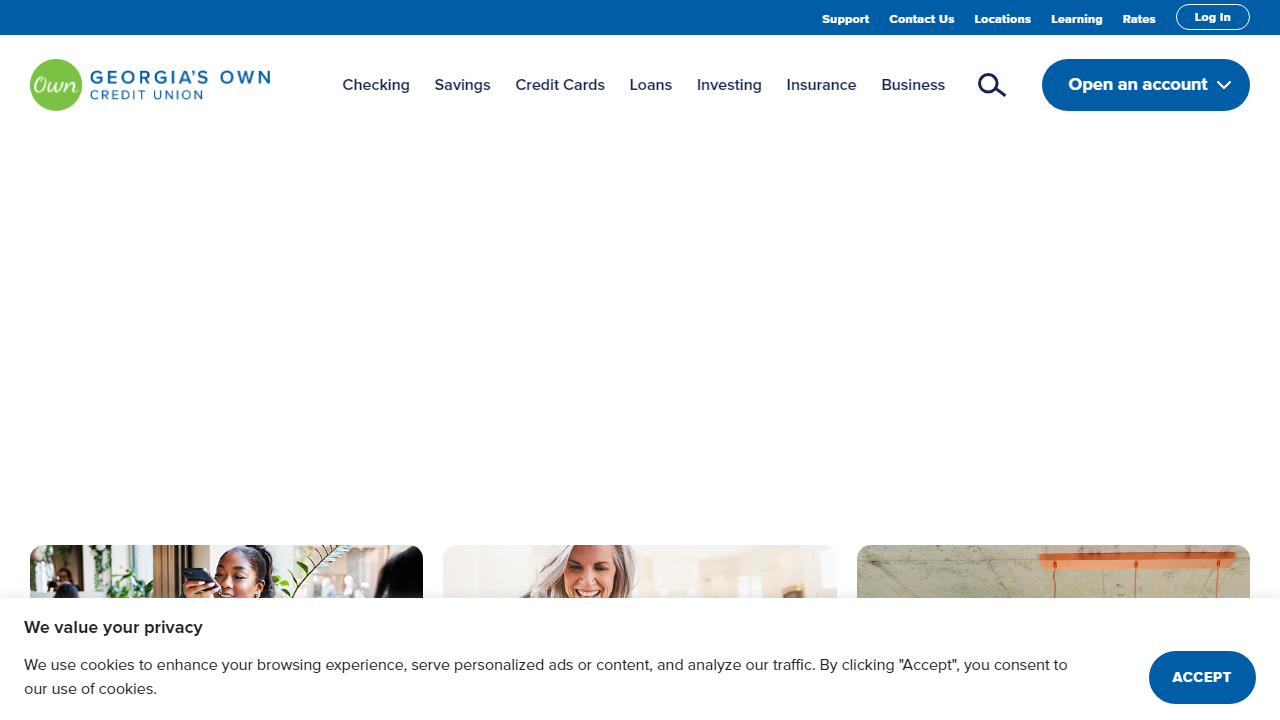 Support Contact Us Locations Learning Rates Log In
Own GEORGIA'S OWN
CREDIT UNION
Checking Savings Credit Cards Loans Investing Insurance Business
Open an account
We value your privacy
We use cookies to enhance your browsing experience, serve personalized ads or content, and analyze our traffic. By clicking "Accept", you consent to
our use of cookies.
ACCEPT